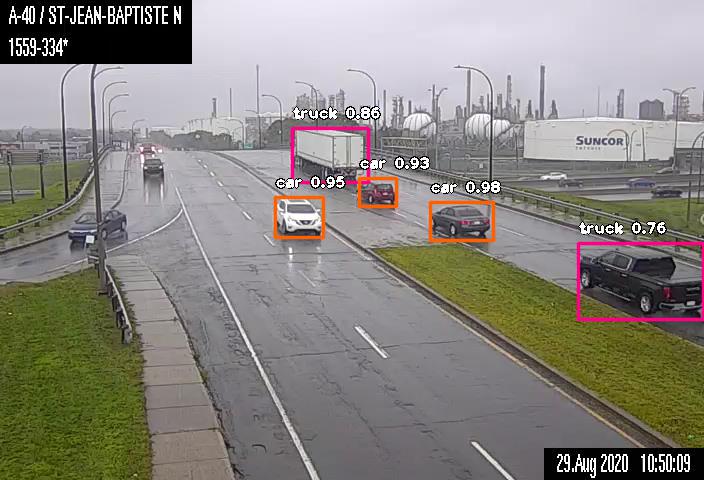 A-40 / ST-JEAN-BAPTISTE N
1559-334*
truck 0.86
car 0.93
car 0.95
car 0.98
SUNCOR
truck 0.76
29.Aug 2020 10:50:09